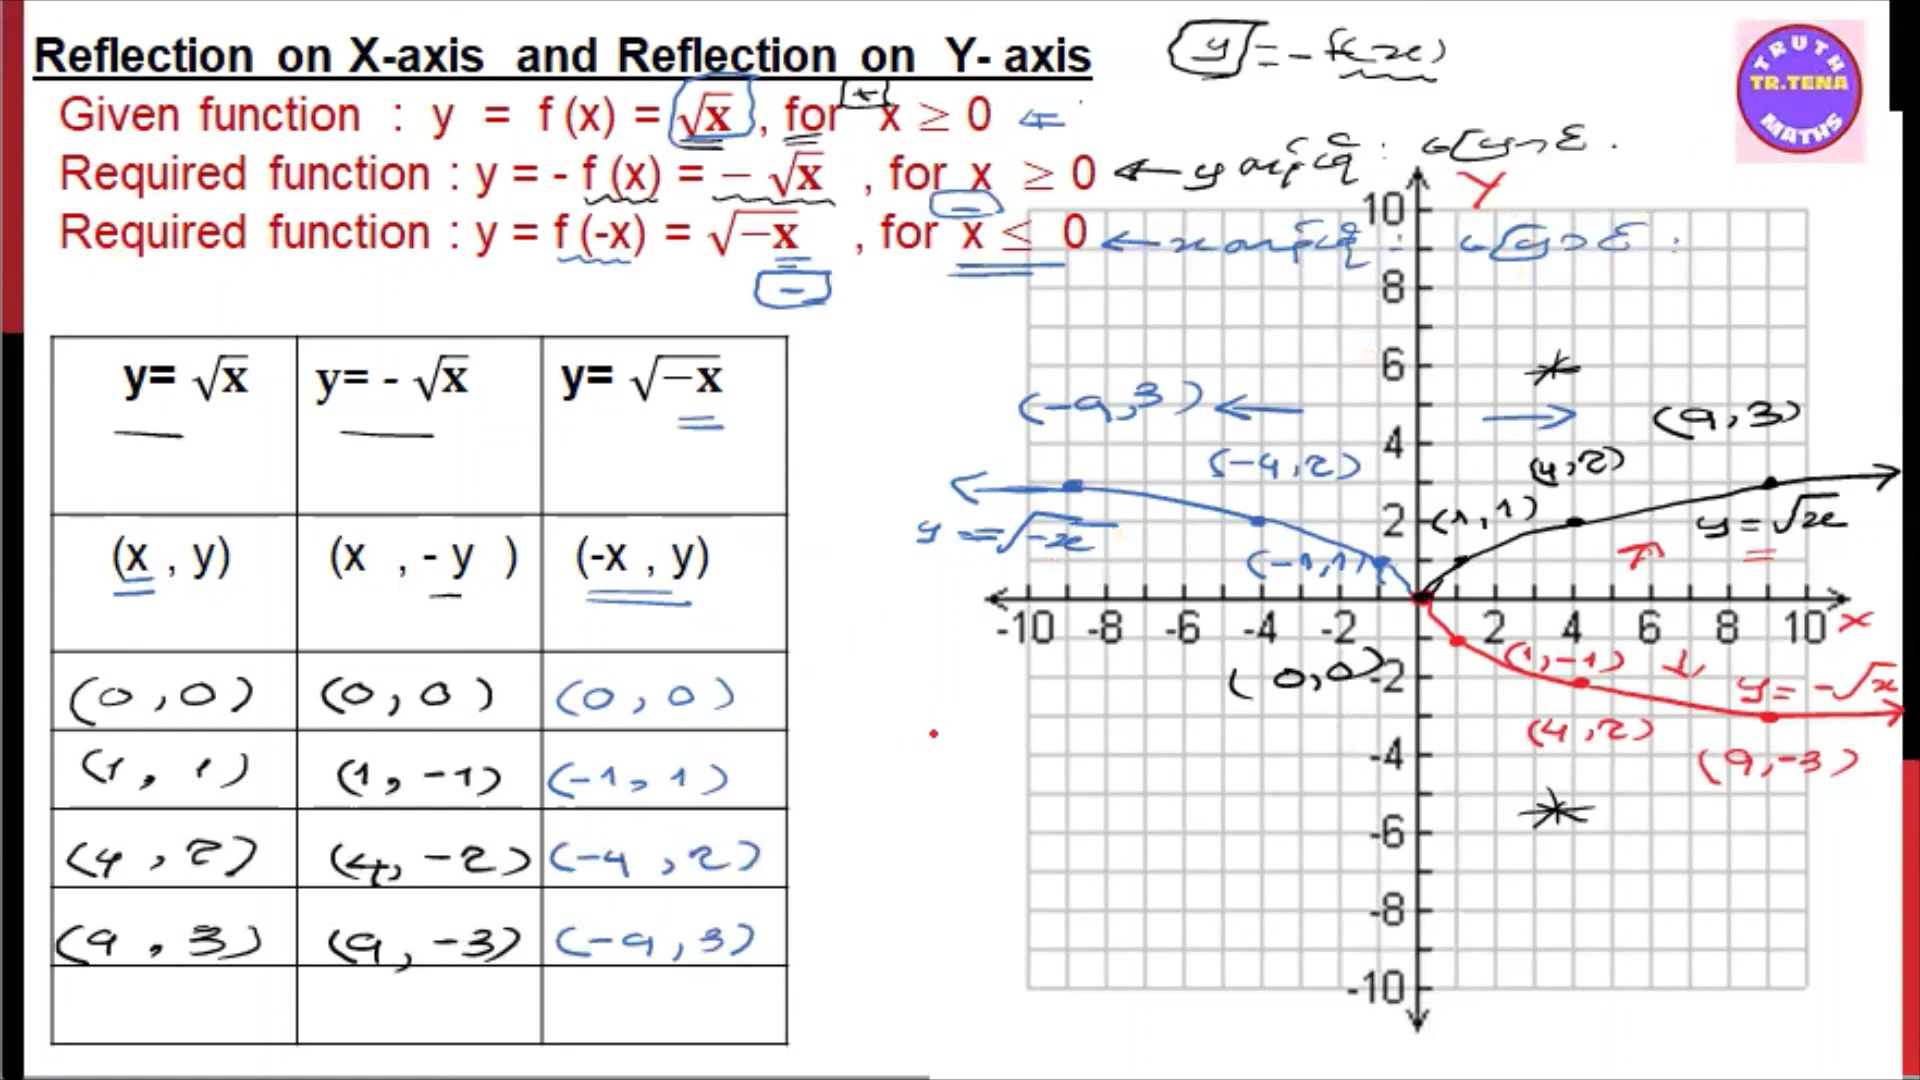 Reflection on X-axis and Reflection on Y- axis
y = - f(x)
TRUTH
TR.TENA
MATHS
Given function : y = f (x) = √x , for x ≥ 0
+
Required function : y = - f (x) = - √x , for x ≥ 0
Required function : y = f (-x) = √-x , for x ≤ 0
-
-
y= √x y= - √x y= √-x
(x , y) (x , - y ) (-x , y)
(0 , 0) (0 , 0) (0 , 0)
(1 , 1) (1 , -1) (-1 , 1)
(4 , 2) (4, -2) (-4 , 2)
(9 , 3) (9 , -3) (-9 , 3)
Y
10
8
6
(-9,3) (9,3)
4
(-4,2) (4,2)
2 (1,1) y = √x
y = √-x
(-1,1)
-10 -8 -6 -4 -2 2 4 6 8 10 x
(0,0) -2 (1,-1) y = -√x
(4,2)
-4 (9,-3)
-6
-8
-10